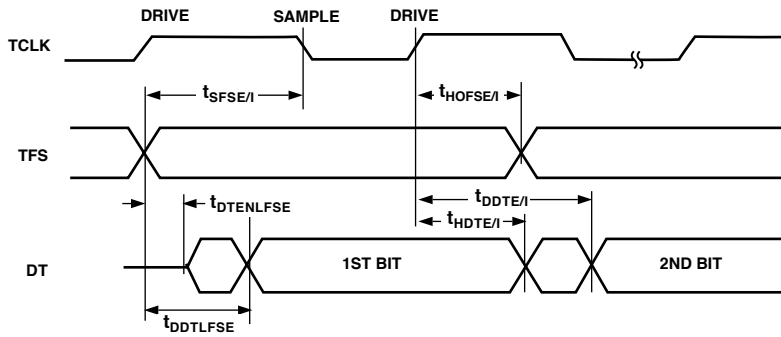 DRIVE SAMPLE DRIVE
TCLK
tSFSE/I tHOFSE/I
TFS
tDDTE/I
tDTENLFSE
tHDTE/I
DT 1ST BIT 2ND BIT
tDDTLFSE